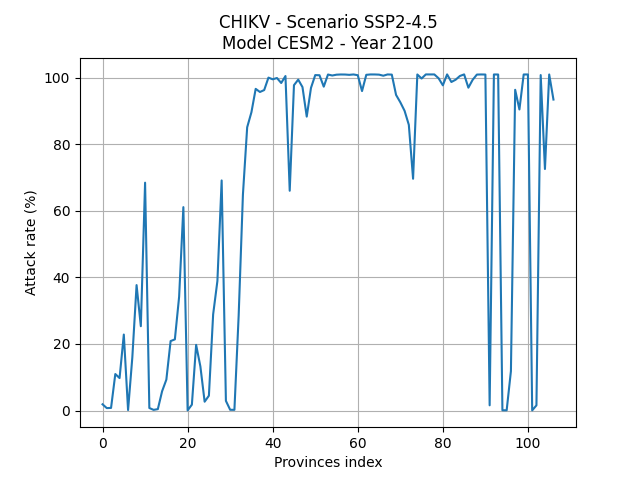 CHIKV - Scenario SSP2-4.5
Model CESM2 - Year 2100
Attack rate (%)
100
80
60
40
20
0
0 20 40 60 80 100
Provinces index